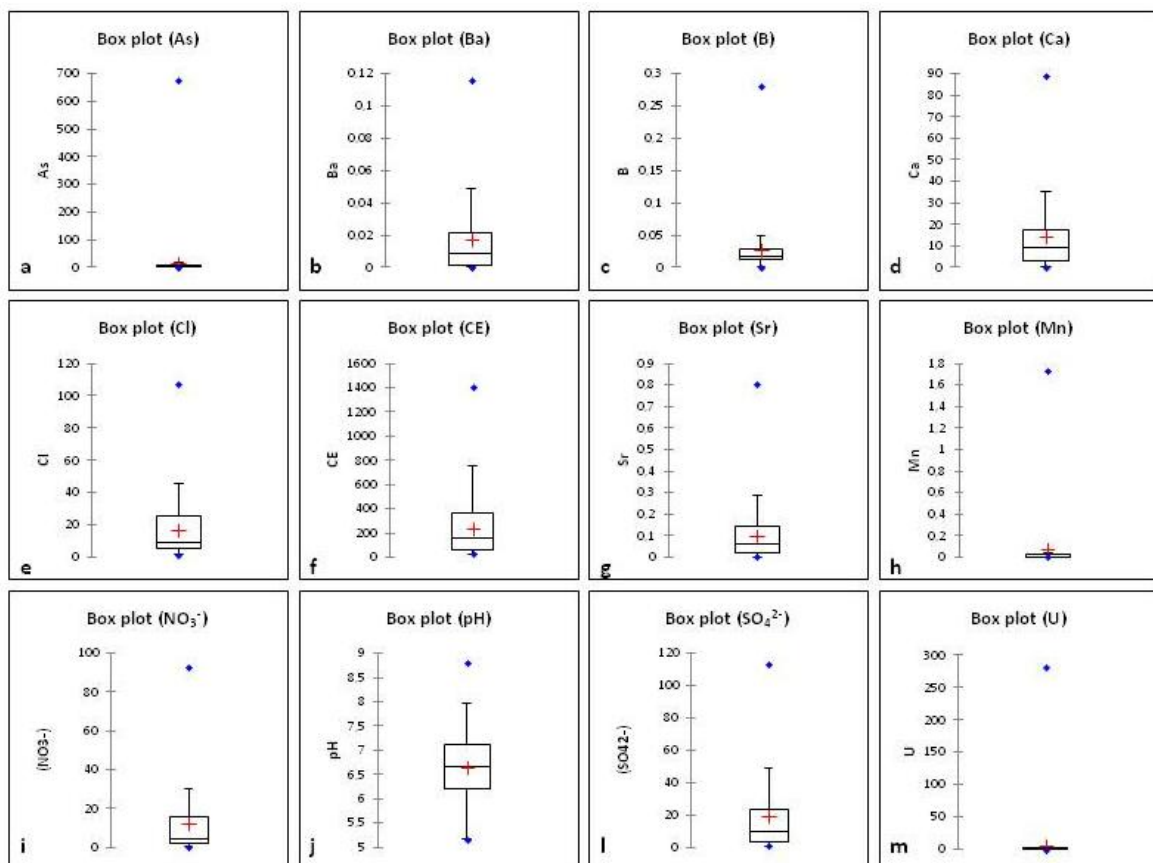 Box plot (As)
700
600
500
400
300
200
100
0
As
a
Box plot (Ba)
0.12
0.1
0.08
0.06
0.04
0.02
0
Ba
b
Box plot (B)
0.3
0.25
0.2
0.15
0.1
0.05
0
B
c
Box plot (Ca)
90
80
70
60
50
40
30
20
10
0
Ca
d
Box plot (Cl)
120
100
80
60
40
20
0
Cl
e
Box plot (CE)
1600
1400
1200
1000
800
600
400
200
0
CE
f
Box plot (Sr)
0.9
0.8
0.7
0.6
0.5
0.4
0.3
0.2
0.1
0
Sr
g
Box plot (Mn)
1.8
1.6
1.4
1.2
1
0.8
0.6
0.4
0.2
0
Mn
h
Box plot (NO₃⁻)
100
80
60
40
20
0
(NO3-)
i
Box plot (pH)
9
8.5
8
7.5
7
6.5
6
5.5
5
pH
j
Box plot (SO₄²⁻)
120
100
80
60
40
20
0
(SO42-)
l
Box plot (U)
300
250
200
150
100
50
0
U
m